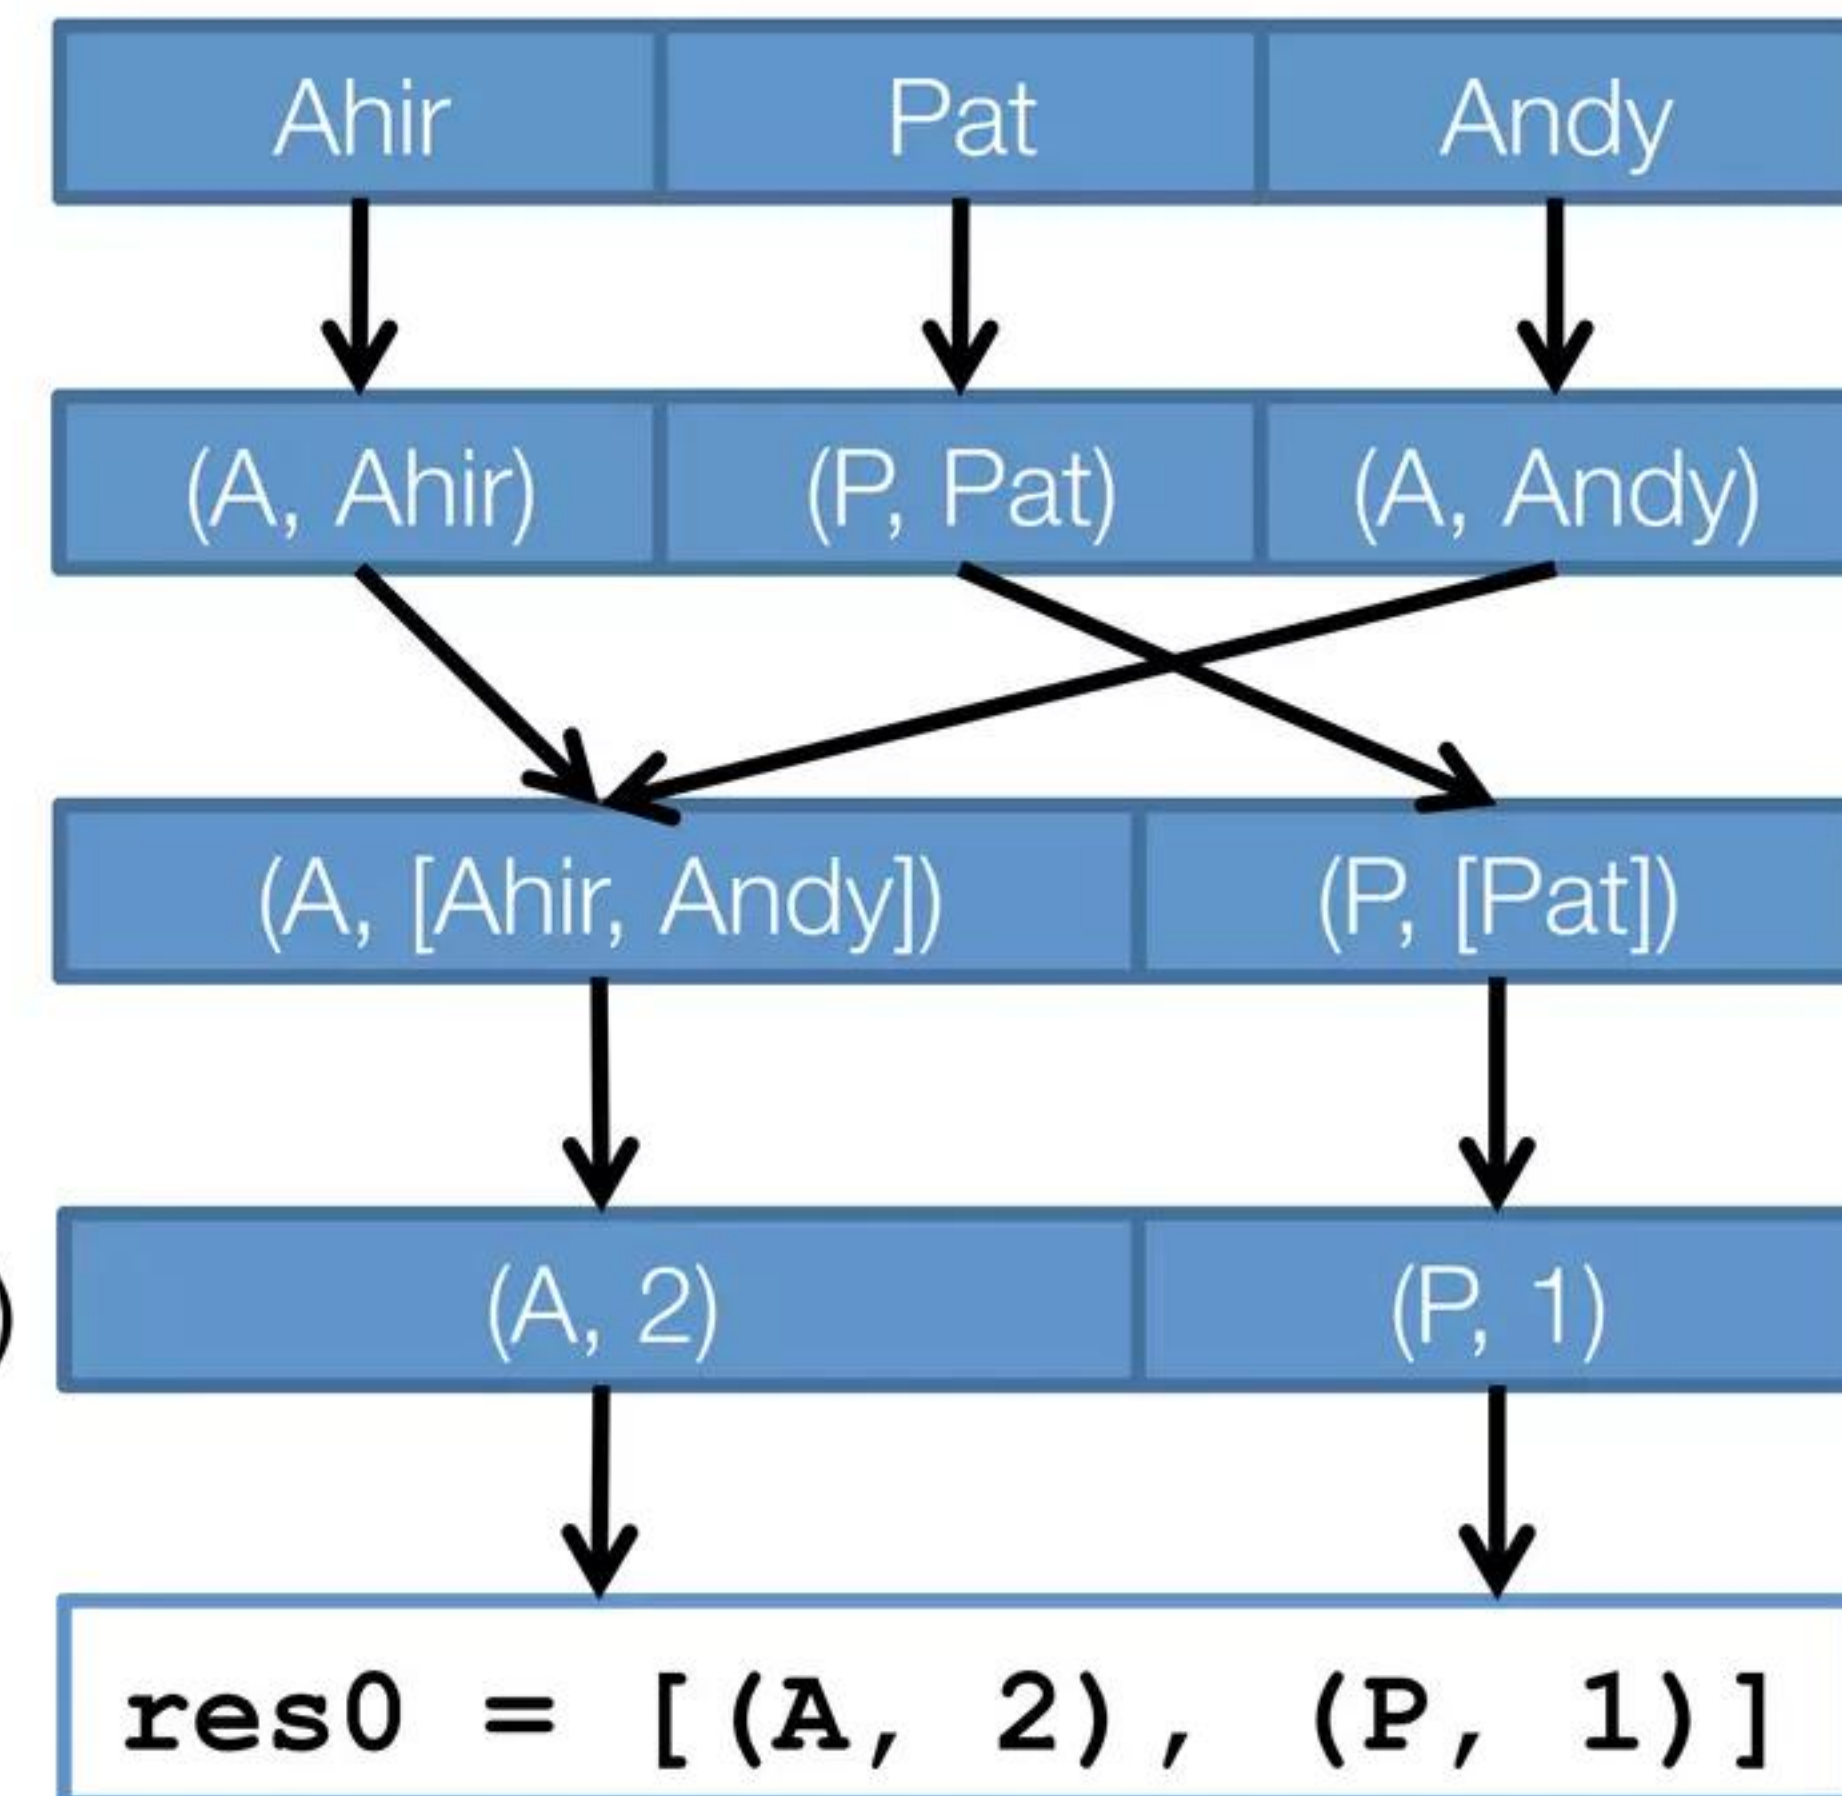 Ahir Pat Andy
(A, Ahir) (P, Pat) (A, Andy)
(A, [Ahir, Andy]) (P, [Pat])
) (A, 2) (P, 1)
res0 = [(A, 2), (P, 1)]